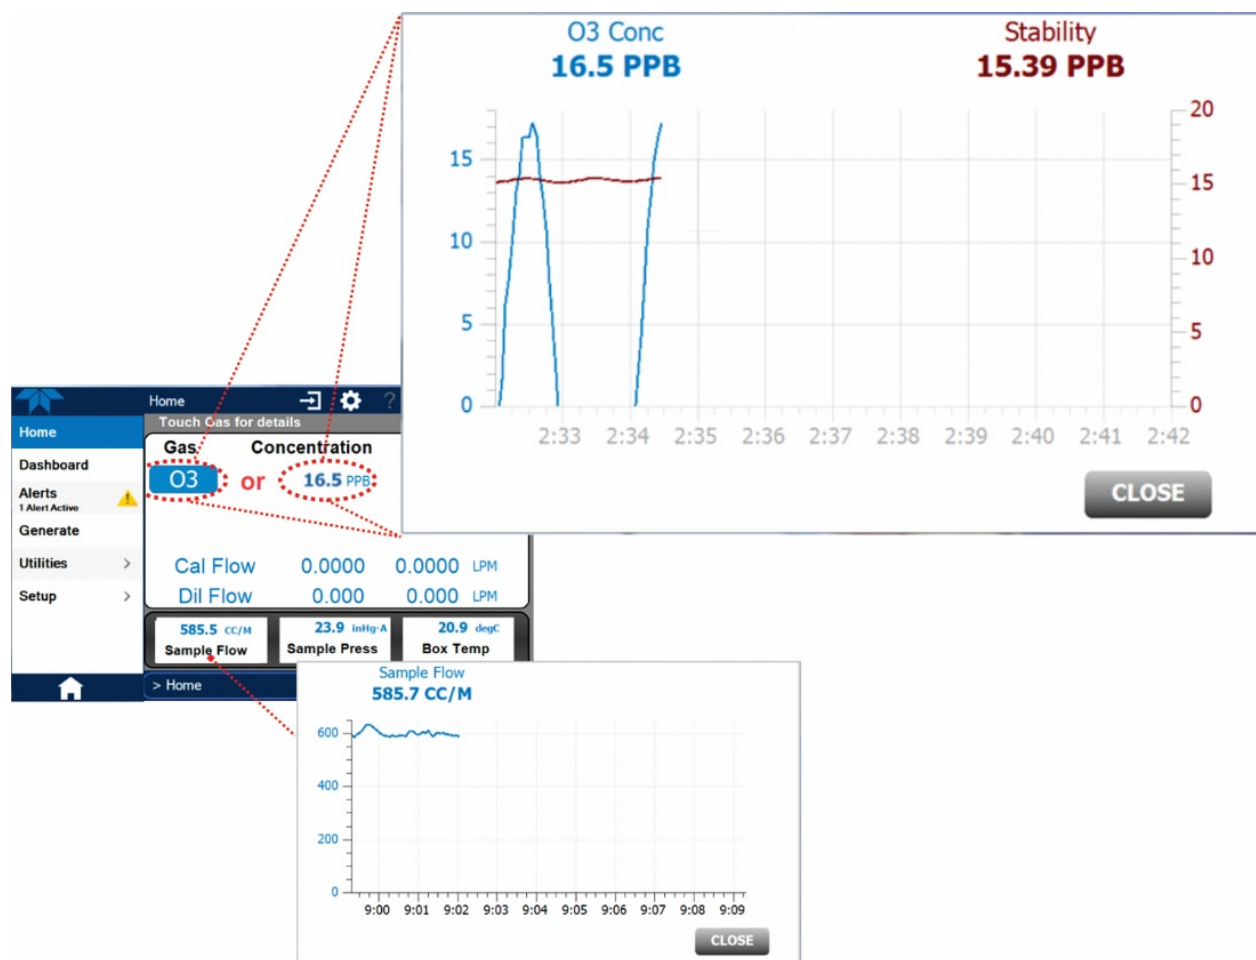 O3 Conc
16.5 PPB
Stability
15.39 PPB
15
10
5
0
20
15
10
5
0
2:33 2:34 2:35 2:36 2:37 2:38 2:39 2:40 2:41 2:42
CLOSE
Home
Touch Gas for details
Gas Concentration
O3 or 16.5 PPB
Cal Flow 0.0000 0.0000 LPM
Dil Flow 0.000 0.000 LPM
585.5 CC/M
Sample Flow
23.9 inHg-A
Sample Press
20.9 degC
Box Temp
> Home
Home
Dashboard
Alerts
1 Alert Active
Generate
Utilities >
Setup >
?
Sample Flow
585.7 CC/M
600
400
200
0
9:00 9:01 9:02 9:03 9:04 9:05 9:06 9:07 9:08 9:09
CLOSE